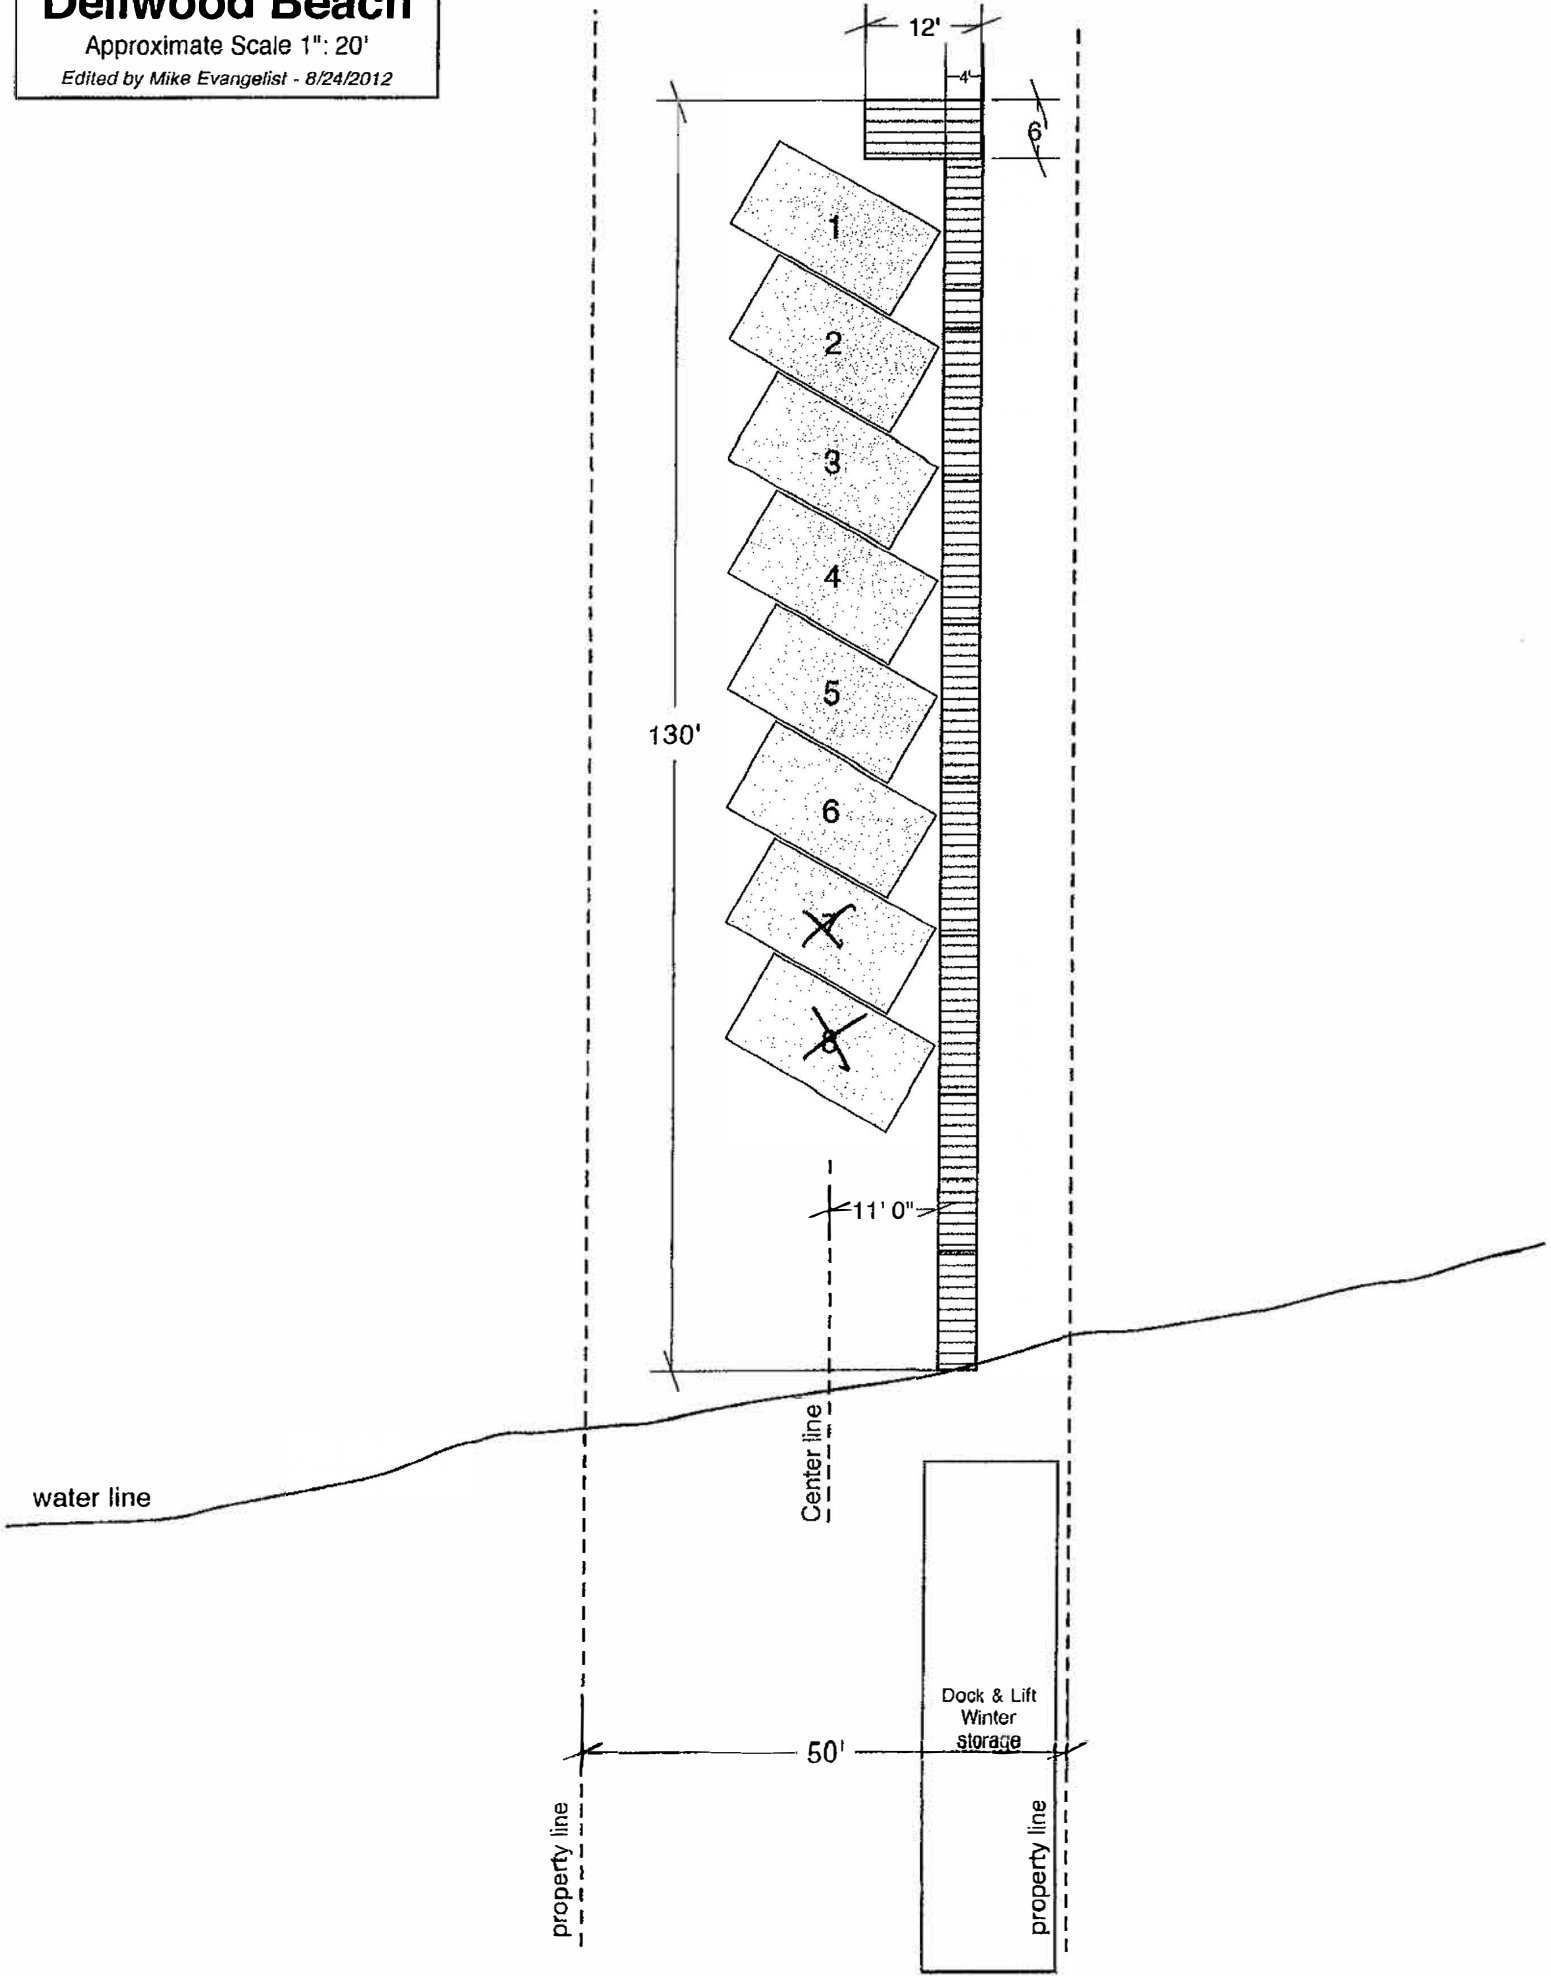 Dellwood Beach
Approximate Scale 1": 20'
Edited by Mike Evangelist - 8/24/2012
12'
4'
6'
1
2
3
4
5
6
130'
7
8
11' 0"
Center line
water line
Dock & Lift
Winter
storage
50'
property line
property line